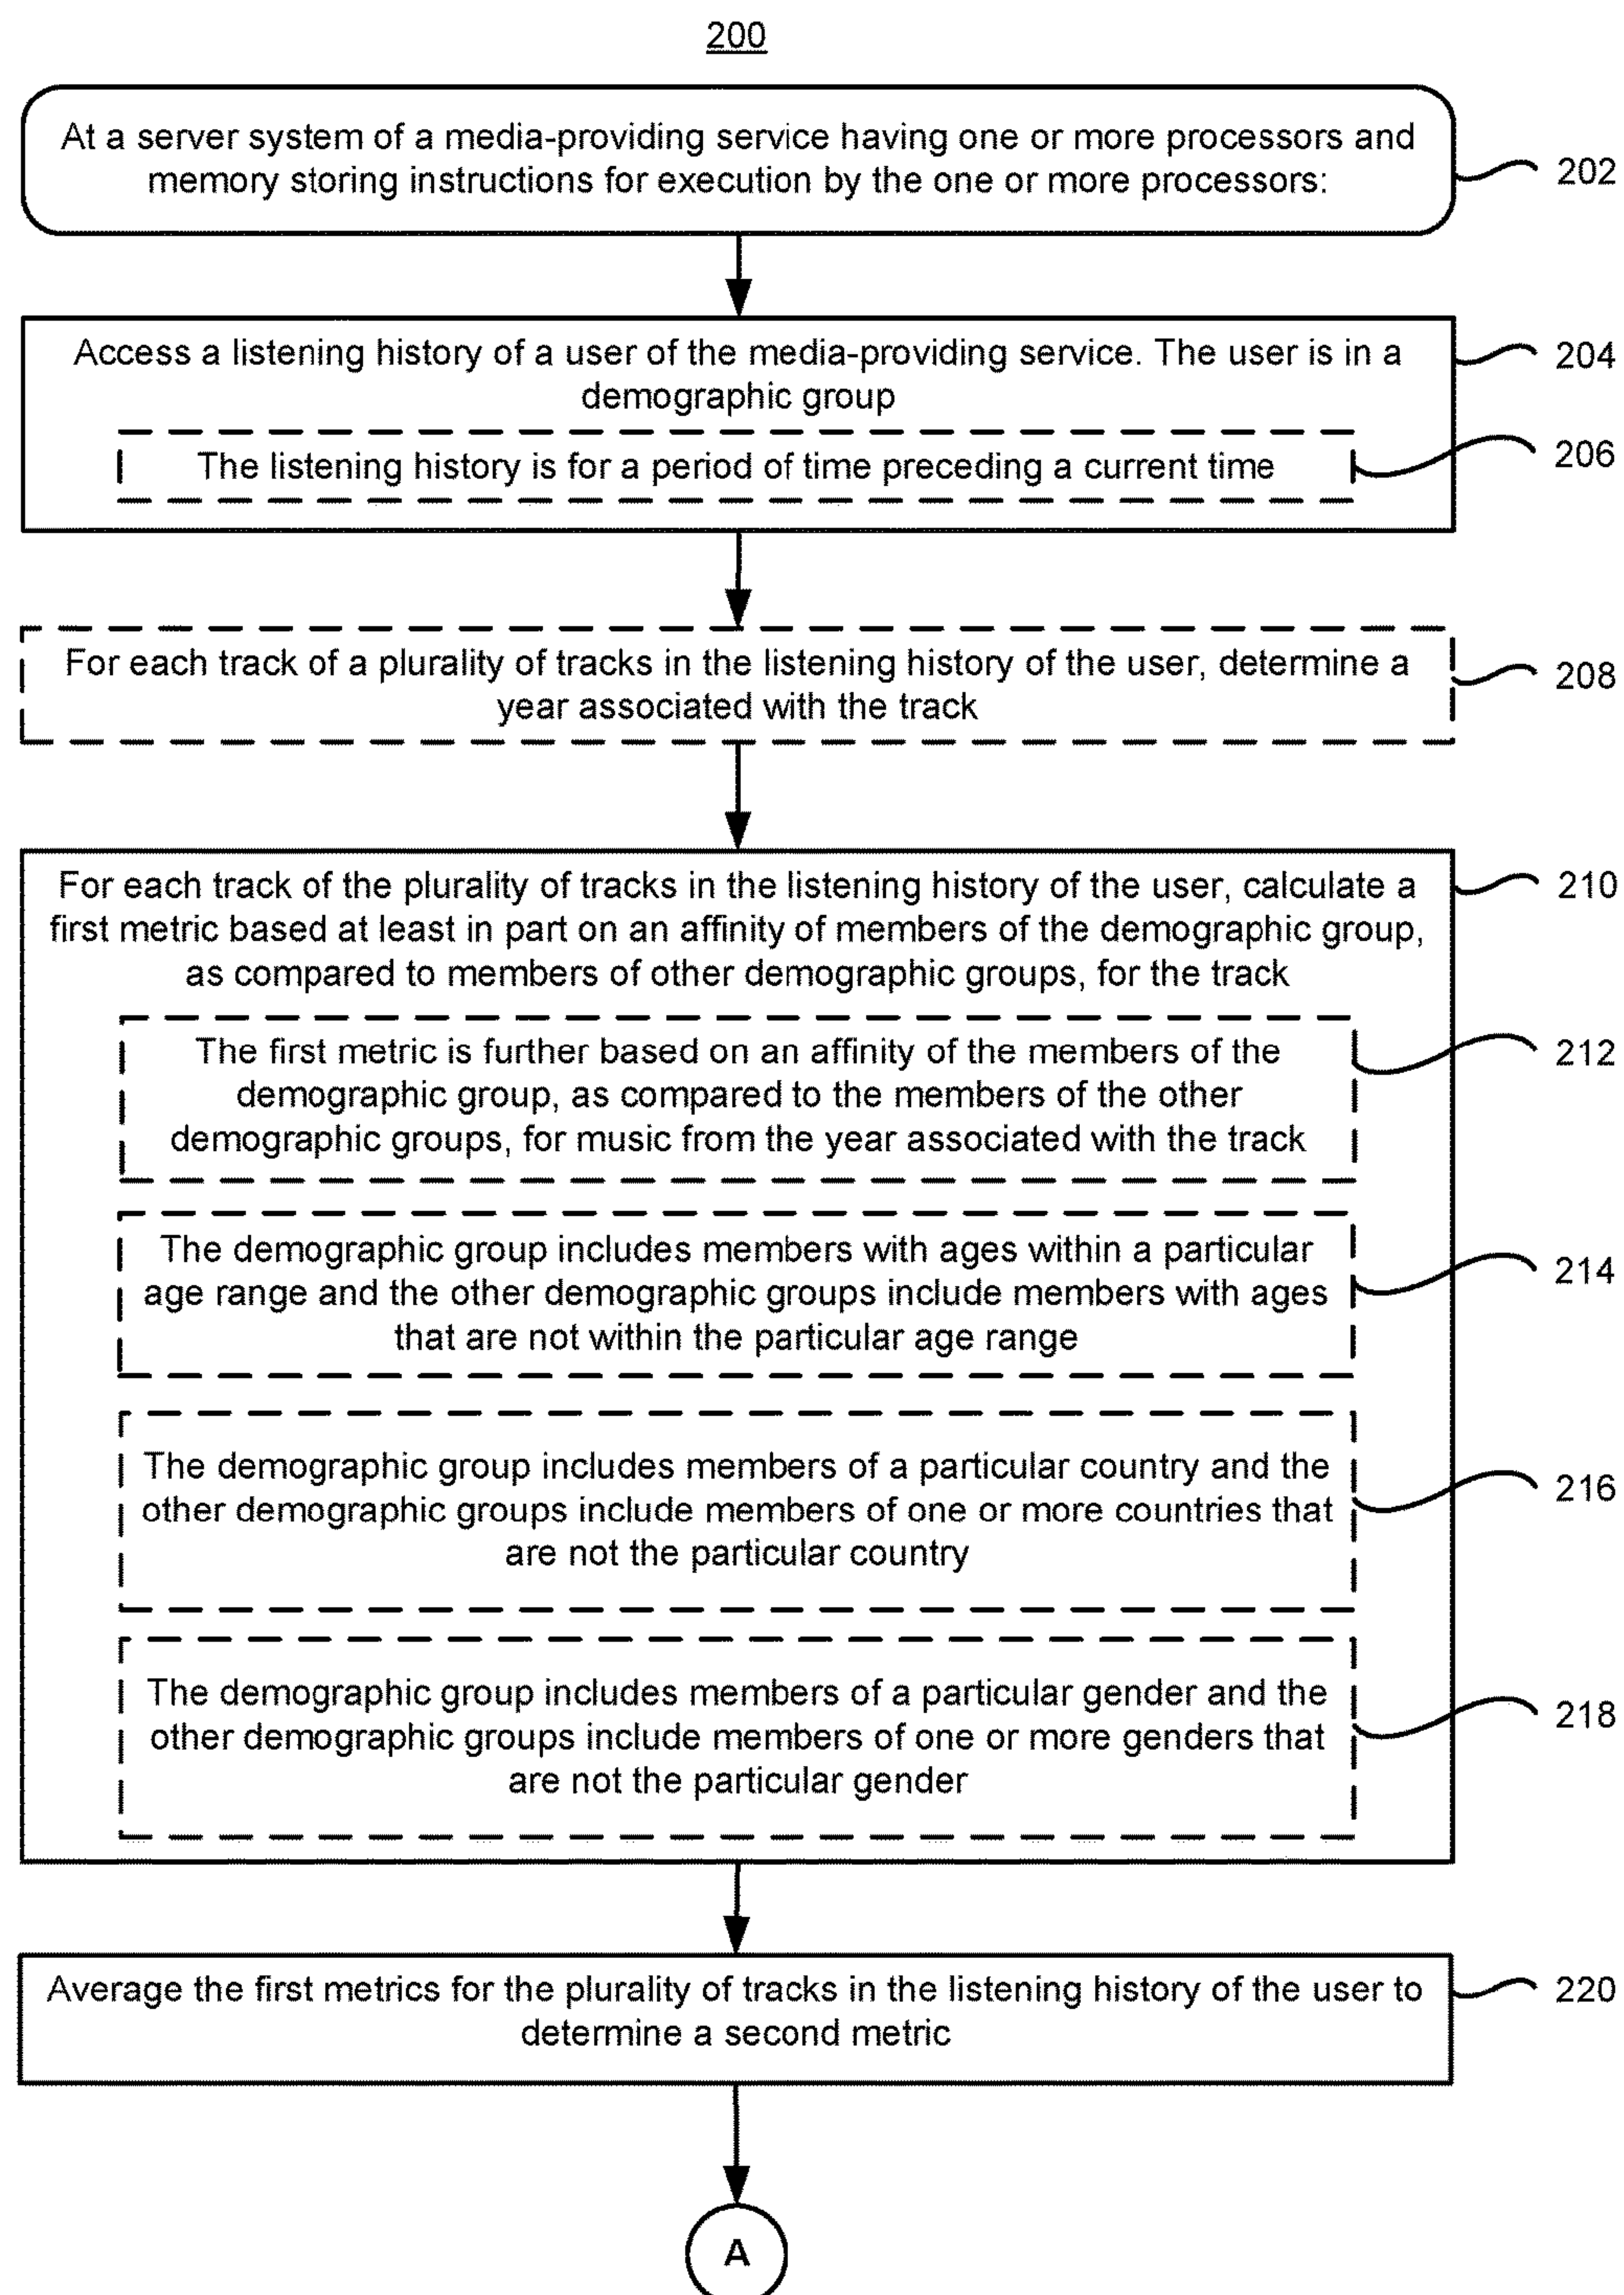 200
At a server system of a media-providing service having one or more processors and
memory storing instructions for execution by the one or more processors:
202
Access a listening history of a user of the media-providing service. The user is in a
demographic group
204
The listening history is for a period of time preceding a current time
206
For each track of a plurality of tracks in the listening history of the user, determine a
year associated with the track
208
For each track of the plurality of tracks in the listening history of the user, calculate a
first metric based at least in part on an affinity of members of the demographic group,
as compared to members of other demographic groups, for the track
210
The first metric is further based on an affinity of the members of the
demographic group, as compared to the members of the other
demographic groups, for music from the year associated with the track
212
The demographic group includes members with ages within a particular
age range and the other demographic groups include members with ages
that are not within the particular age range
214
The demographic group includes members of a particular country and the
other demographic groups include members of one or more countries that
are not the particular country
216
The demographic group includes members of a particular gender and the
other demographic groups include members of one or more genders that
are not the particular gender
218
Average the first metrics for the plurality of tracks in the listening history of the user to
determine a second metric
220
A